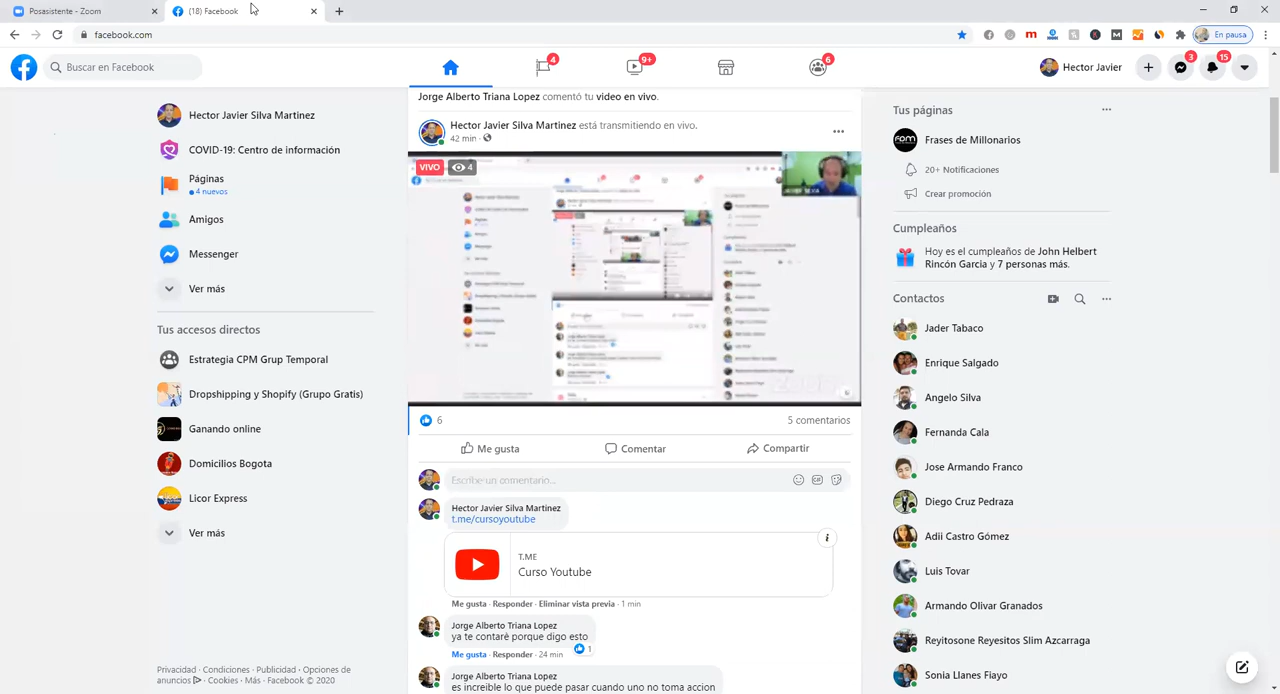 Posasistente - Zoom
(18) Facebook
facebook.com
En pausa
Buscar en Facebook
4
9+
6
Hector Javier
3
15
Hector Javier Silva Martinez
COVID-19: Centro de información
Páginas
4 nuevos
Amigos
Messenger
Ver más
Tus accesos directos
Estrategia CPM Grup Temporal
Dropshipping y Shopify (Grupo Gratis)
Ganando online
Domicilios Bogota
Licor Express
Ver más
Privacidad · Condiciones · Publicidad · Opciones de
anuncios · Cookies · Más · Facebook © 2020
Jorge Alberto Triana Lopez comentó tu video en vivo.
Hector Javier Silva Martinez está transmitiendo en vivo.
42 min ·
VIVO
4
6
5 comentarios
Me gusta
Comentar
Compartir
Escribe un comentario...
Hector Javier Silva Martinez
t.me/cursoyoutube
T.ME
Curso Youtube
Me gusta · Responder · Eliminar vista previa · 1 min
Jorge Alberto Triana Lopez
ya te contarè porque digo esto
Me gusta · Responder · 24 min
1
Jorge Alberto Triana Lopez
es increible lo que puede pasar cuando uno no toma accion
Tus páginas
Frases de Millonarios
20+ Notificaciones
Crear promoción
Cumpleaños
Hoy es el cumpleaños de John Helbert
Rincón Garcia y 7 personas más.
Contactos
Jader Tabaco
Enrique Salgado
Angelo Silva
Fernanda Cala
Jose Armando Franco
Diego Cruz Pedraza
Adii Castro Gómez
Luis Tovar
Armando Olivar Granados
Reyitosone Reyesitos Slim Azcarraga
Sonia Llanes Fiayo